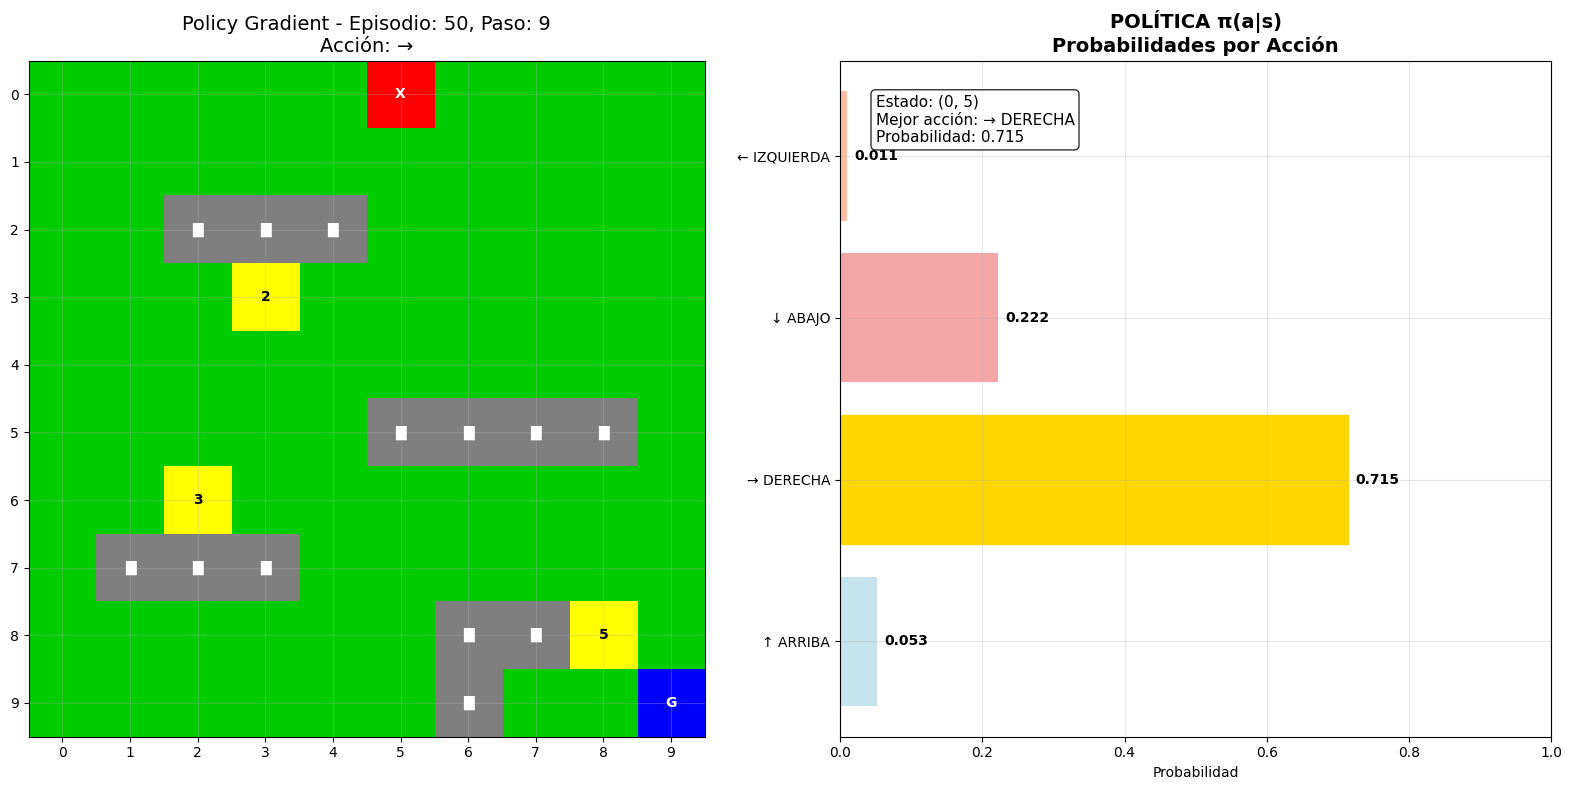 Policy Gradient - Episodio: 50, Paso: 9
Acción: →
0
1
2
3
4
5
6
7
8
9
X
2
3
5
G
0 1 2 3 4 5 6 7 8 9
POLÍTICA π(a|s)
Probabilidades por Acción
Estado: (0, 5)
Mejor acción: → DERECHA
Probabilidad: 0.715
← IZQUIERDA 0.011
↓ ABAJO 0.222
→ DERECHA 0.715
↑ ARRIBA 0.053
0.0 0.2 0.4 0.6 0.8 1.0
Probabilidad